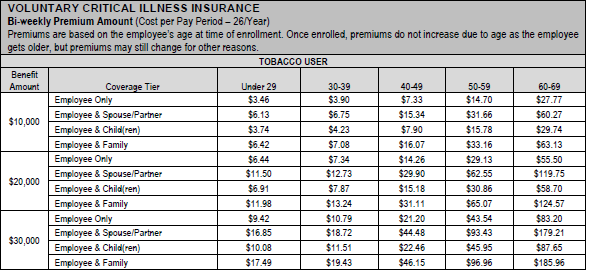 VOLUNTARY CRITICAL ILLNESS INSURANCE
Bi-weekly Premium Amount (Cost per Pay Period – 26/Year)
Premiums are based on the employee's age at time of enrollment. Once enrolled, premiums do not increase due to age as the employee
gets older, but premiums may still change for other reasons.
TOBACCO USER
Benefit Amount Coverage Tier Under 29 30-39 40-49 50-59 60-69
$10,000
Employee Only $3.46 $3.90 $7.33 $14.70 $27.77
Employee & Spouse/Partner $6.13 $6.75 $15.34 $31.66 $60.27
Employee & Child(ren) $3.74 $4.23 $7.90 $15.78 $29.74
Employee & Family $6.42 $7.08 $16.07 $33.16 $63.13
$20,000
Employee Only $6.44 $7.34 $14.26 $29.13 $55.50
Employee & Spouse/Partner $11.50 $12.73 $29.90 $62.55 $119.75
Employee & Child(ren) $6.91 $7.87 $15.18 $30.86 $58.70
Employee & Family $11.98 $13.24 $31.11 $65.07 $124.57
$30,000
Employee Only $9.42 $10.79 $21.20 $43.54 $83.20
Employee & Spouse/Partner $16.85 $18.72 $44.48 $93.43 $179.21
Employee & Child(ren) $10.08 $11.51 $22.46 $45.95 $87.65
Employee & Family $17.49 $19.43 $46.15 $96.96 $185.96